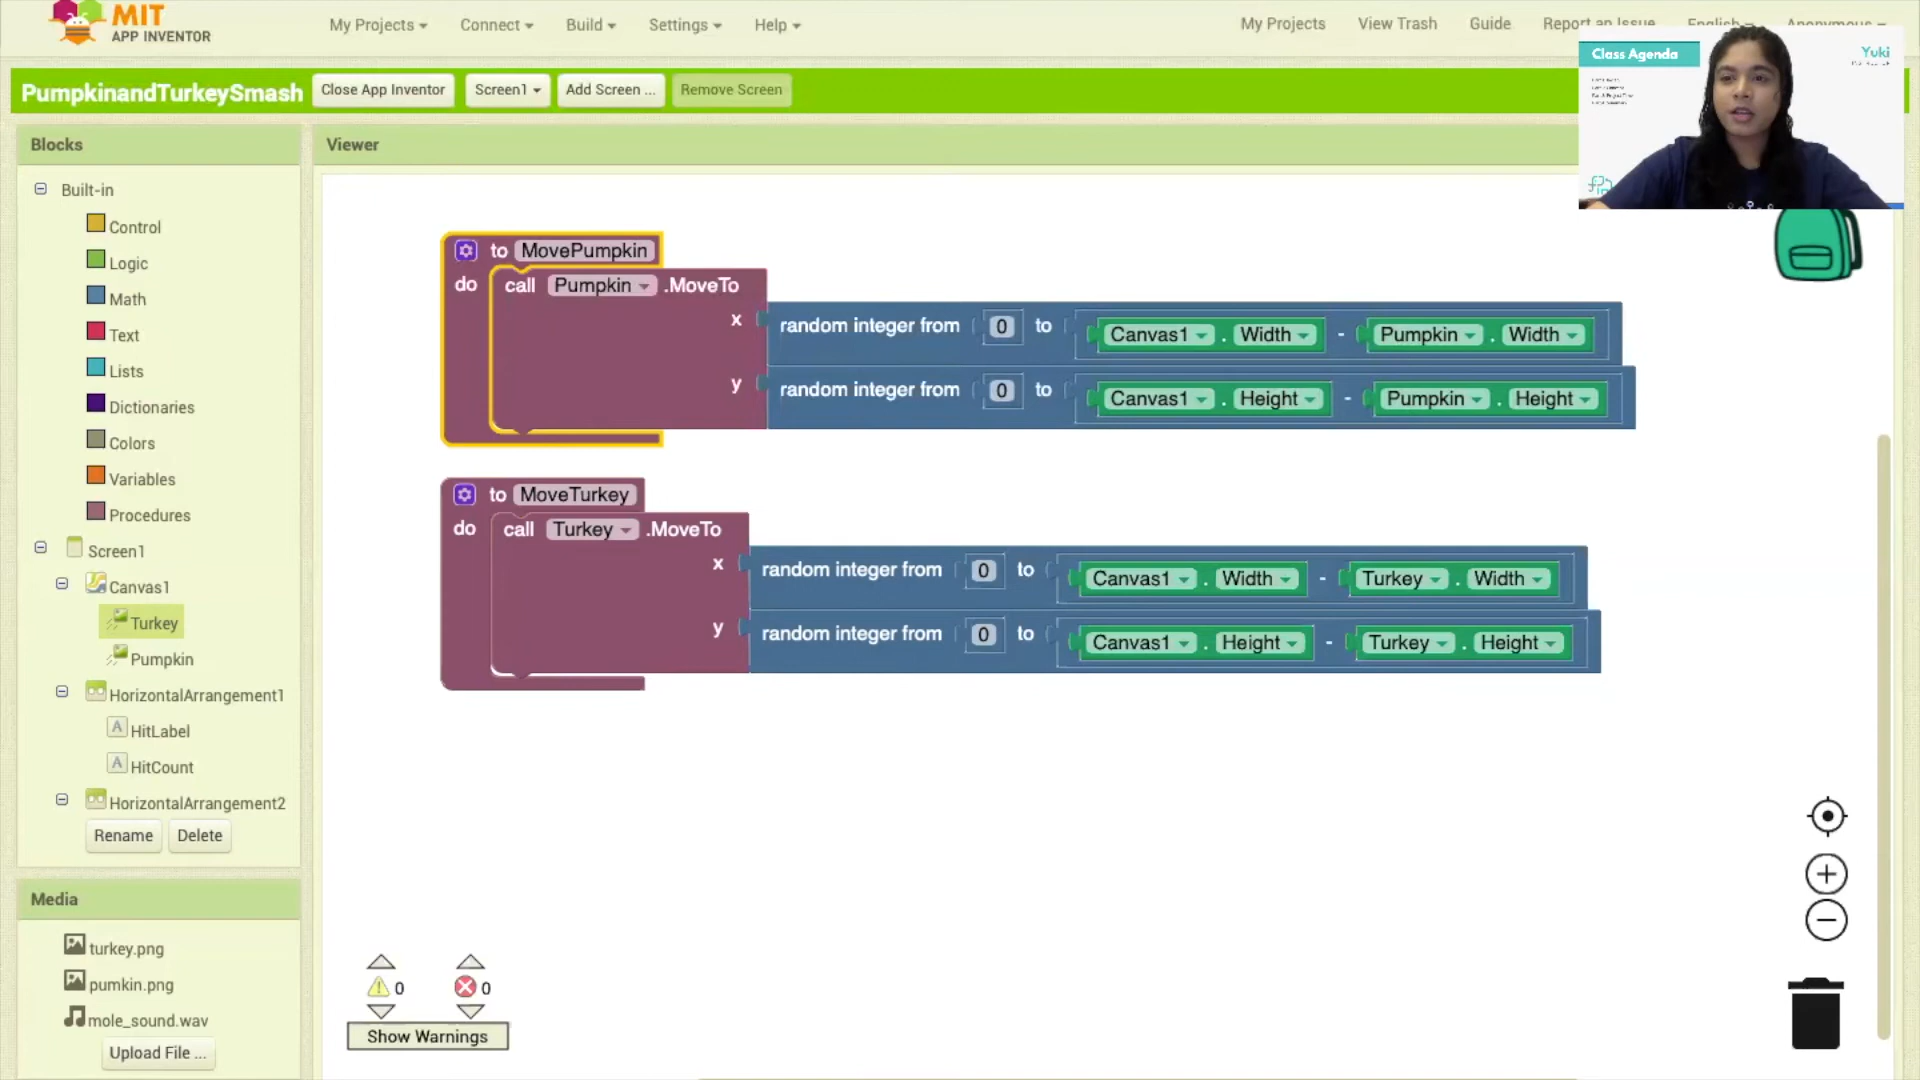 MIT
APP INVENTOR
My Projects
Connect
Build
Settings
Help
My Projects
View Trash
Guide
Report an Issue
English
Anonymous
PumpkinandTurkeySmash
Close App Inventor
Screen1
Add Screen ...
Remove Screen
Class Agenda
Yuki
Blocks
Viewer
Built-in
Control
Logic
Math
Text
Lists
Dictionaries
Colors
Variables
Procedures
Screen1
Canvas1
Turkey
Pumpkin
HorizontalArrangement1
HitLabel
HitCount
HorizontalArrangement2
Rename
Delete
Media
turkey.png
pumkin.png
mole_sound.wav
Upload File ...
to MovePumpkin
do call Pumpkin .MoveTo
x random integer from 0 to Canvas1 . Width - Pumpkin . Width
y random integer from 0 to Canvas1 . Height - Pumpkin . Height
to MoveTurkey
do call Turkey .MoveTo
x random integer from 0 to Canvas1 . Width - Turkey . Width
y random integer from 0 to Canvas1 . Height - Turkey . Height
0
0
Show Warnings